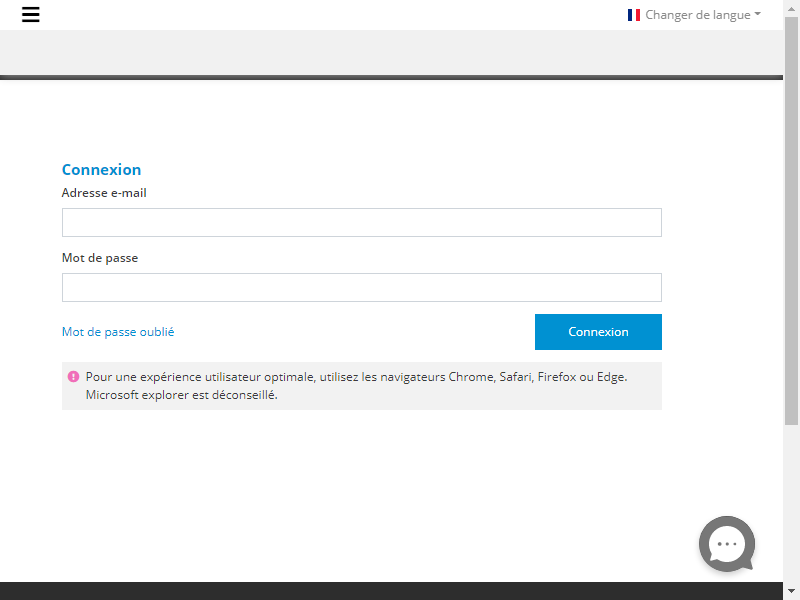 Changer de langue
Connexion
Adresse e-mail
Mot de passe
Mot de passe oublié
Connexion
Pour une expérience utilisateur optimale, utilisez les navigateurs Chrome, Safari, Firefox ou Edge.
Microsoft explorer est déconseillé.